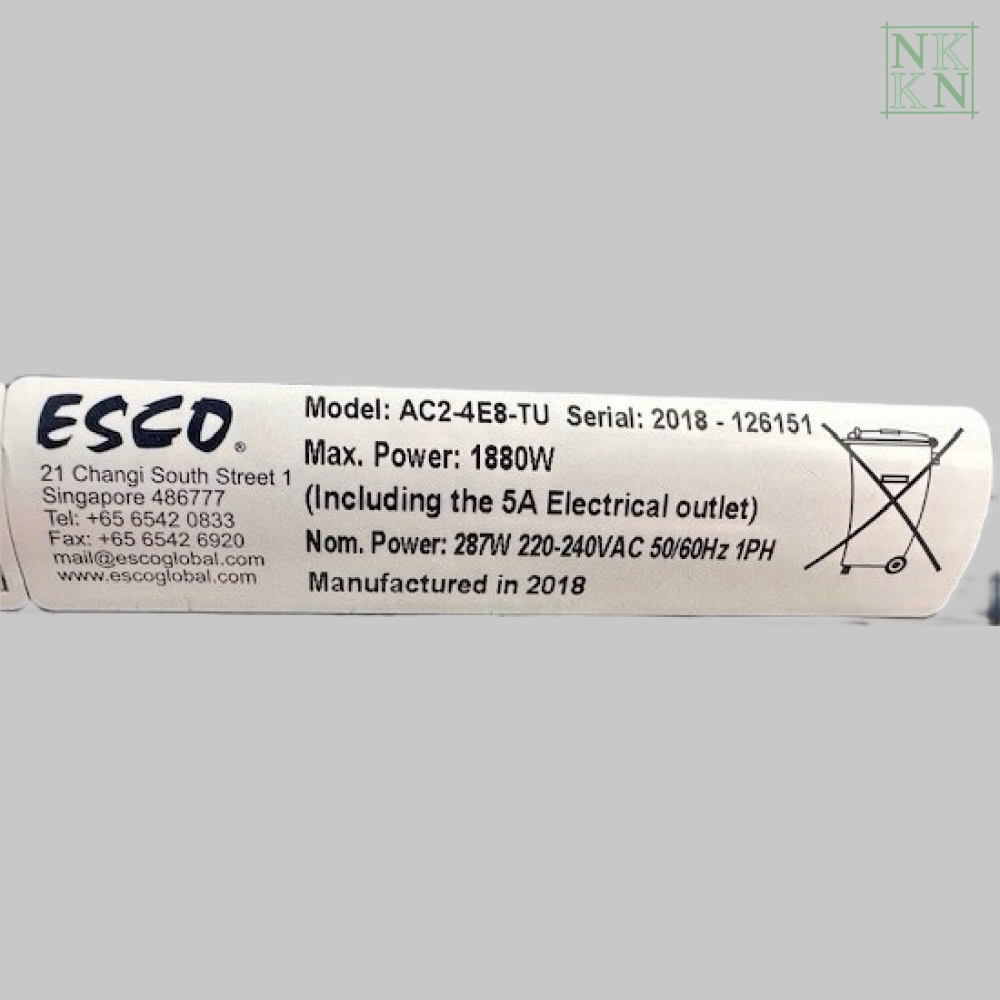 NK
KN
ESCO®
21 Changi South Street 1
Singapore 486777
Tel: +65 6542 0833
Fax: +65 6542 6920
mail@escoglobal.com
www.escoglobal.com
Model: AC2-4E8-TU Serial: 2018 - 126151
Max. Power: 1880W
(Including the 5A Electrical outlet)
Nom. Power: 287W 220-240VAC 50/60Hz 1PH
Manufactured in 2018